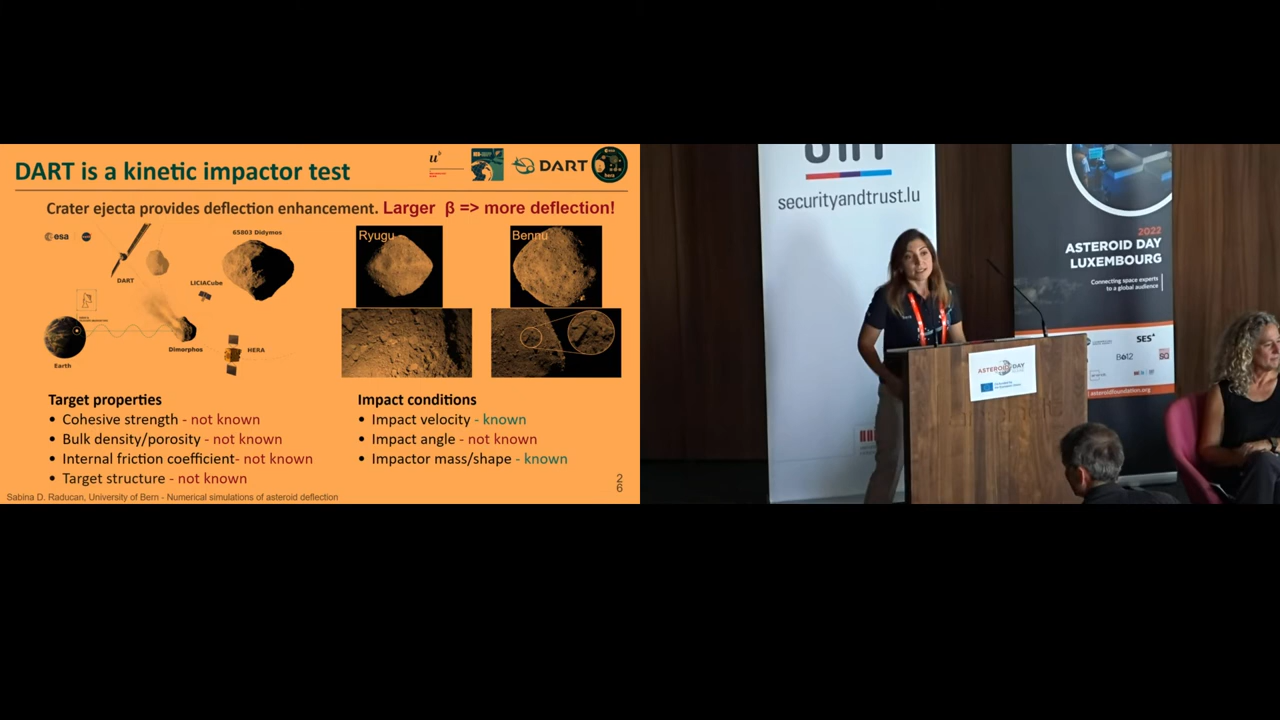 DART is a kinetic impactor test
u^b
DART
hera
Crater ejecta provides deflection enhancement. Larger β => more deflection!
esa
65803 Didymos
DART
LICIACube
Dimorphos
HERA
Earth
Ryugu
Bennu
Target properties
• Cohesive strength - not known
• Bulk density/porosity - not known
• Internal friction coefficient- not known
• Target structure - not known
Impact conditions
• Impact velocity - known
• Impact angle - not known
• Impactor mass/shape - known
26
Sabina D. Raducan, University of Bern - Numerical simulations of asteroid deflection
securityandtrust.lu
2022
ASTEROID DAY
LUXEMBOURG
Connecting space experts
to a global audience
SES
B612
asteroidfoundation.org
ASTEROID DAY